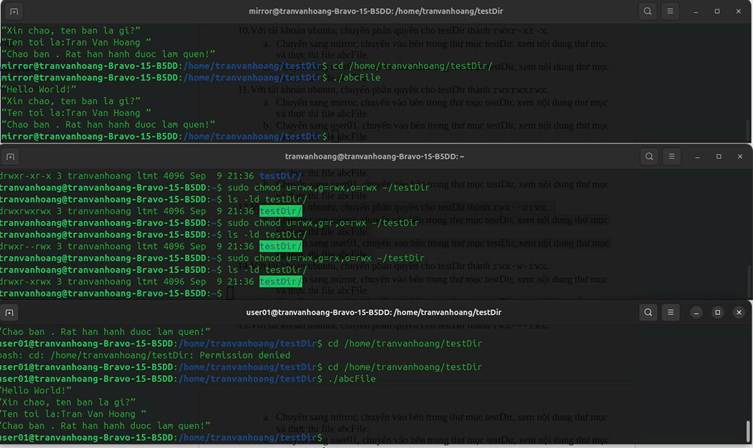 mirror@tranvanhoang-Bravo-15-B5DD: /home/tranvanhoang/testDir
"Xin chao, ten ban la gi?"
"Ten toi la:Tran Van Hoang "
"Chao ban . Rat han hanh duoc lam quen!"
mirror@tranvanhoang-Bravo-15-B5DD:/home/tranvanhoang/testDir$ cd /home/tranvanhoang/testDir/
mirror@tranvanhoang-Bravo-15-B5DD:/home/tranvanhoang/testDir$ ./abcFile
"Hello World!"
"Xin chao, ten ban la gi?"
"Ten toi la:Tran Van Hoang "
"Chao ban . Rat han hanh duoc lam quen!"
mirror@tranvanhoang-Bravo-15-B5DD:/home/tranvanhoang/testDir$
tranvanhoang@tranvanhoang-Bravo-15-B5DD: ~
drwxr-xr-x 3 tranvanhoang ltmt 4096 Sep  9 21:36 testDir/
tranvanhoang@tranvanhoang-Bravo-15-B5DD:~$ sudo chmod u=rwx,g=rwx,o=rwx ~/testDir
tranvanhoang@tranvanhoang-Bravo-15-B5DD:~$ ls -ld testDir/
drwxrwxrwx 3 tranvanhoang ltmt 4096 Sep  9 21:36 testDir/
tranvanhoang@tranvanhoang-Bravo-15-B5DD:~$ sudo chmod u=rwx,g=r,o=rwx ~/testDir
tranvanhoang@tranvanhoang-Bravo-15-B5DD:~$ ls -ld testDir/
drwxr--rwx 3 tranvanhoang ltmt 4096 Sep  9 21:36 testDir/
tranvanhoang@tranvanhoang-Bravo-15-B5DD:~$ sudo chmod u=rwx,g=rx,o=rwx ~/testDir
tranvanhoang@tranvanhoang-Bravo-15-B5DD:~$ ls -ld testDir/
drwxr-xrwx 3 tranvanhoang ltmt 4096 Sep  9 21:36 testDir/
tranvanhoang@tranvanhoang-Bravo-15-B5DD:~$
user01@tranvanhoang-Bravo-15-B5DD: /home/tranvanhoang/testDir
"Chao ban . Rat han hanh duoc lam quen!"
user01@tranvanhoang-Bravo-15-B5DD:/home/tranvanhoang/testDir$ cd /home/tranvanhoang/testDir
bash: cd: /home/tranvanhoang/testDir: Permission denied
user01@tranvanhoang-Bravo-15-B5DD:/home/tranvanhoang/testDir$ cd /home/tranvanhoang/testDir
user01@tranvanhoang-Bravo-15-B5DD:/home/tranvanhoang/testDir$ ./abcFile
"Hello World!"
"Xin chao, ten ban la gi?"
"Ten toi la:Tran Van Hoang "
"Chao ban . Rat han hanh duoc lam quen!"
user01@tranvanhoang-Bravo-15-B5DD:/home/tranvanhoang/testDir$